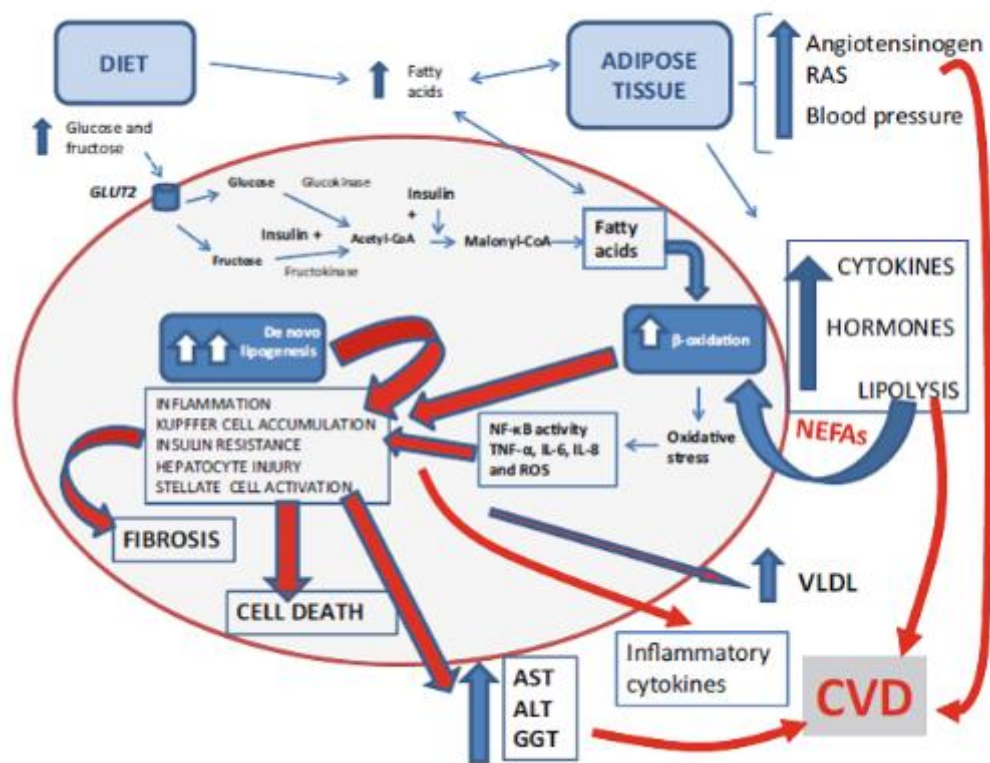 DIET
Fatty
acids
ADIPOSE
TISSUE
Angiotensinogen
RAS
Blood pressure
Glucose and
fructose
GLUT2
Glucose
Glucokinase
Insulin
+
Insulin +
Acetyl-CoA
Malonyl-CoA
Fatty
acids
Fructose
Fructokinase
CYTOKINES
HORMONES
LIPOLYSIS
De novo
lipogenesis
β-oxidation
NEFAs
INFLAMMATION
KUPFFER CELL ACCUMULATION
INSULIN RESISTANCE
HEPATOCYTE INJURY
STELLATE CELL ACTIVATION
NF-κB activity
TNF-α, IL-6, IL-8
and ROS
Oxidative
stress
FIBROSIS
CELL DEATH
VLDL
Inflammatory
cytokines
AST
ALT
GGT
CVD